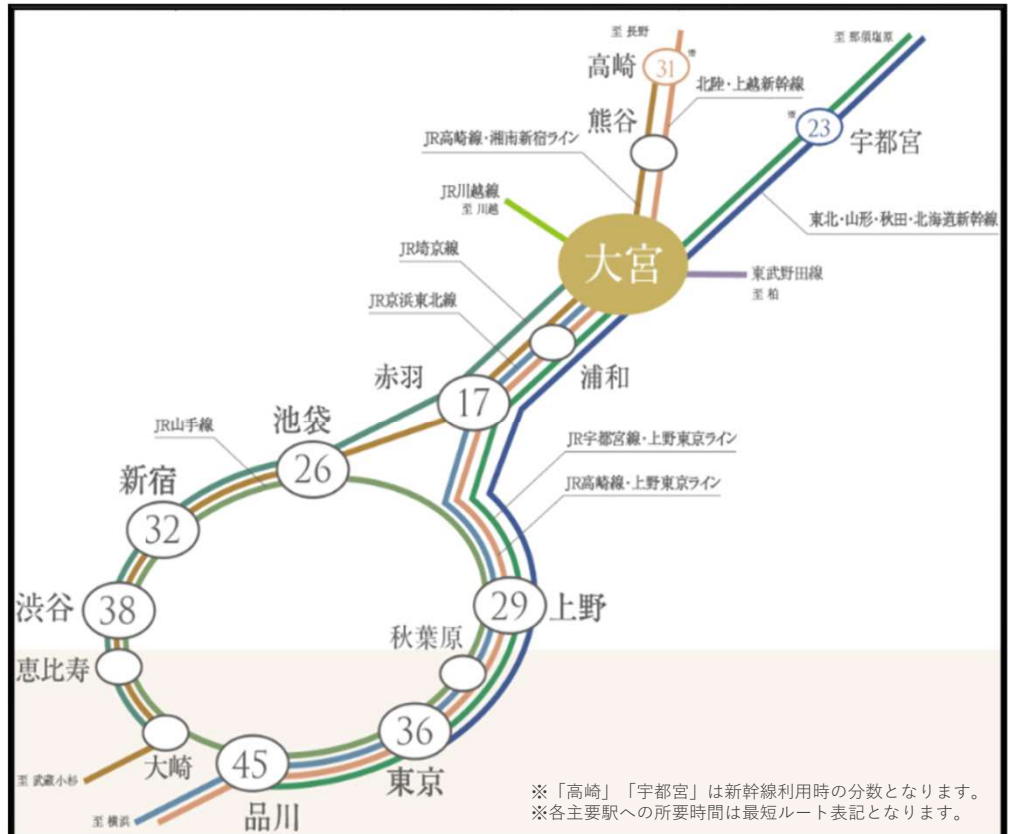 至 長野
至 那須塩原
高崎
31
※
北陸・上越新幹線
※
23
宇都宮
熊谷
JR高崎線・湘南新宿ライン
JR川越線
至 川越
大宮
東北・山形・秋田・北海道新幹線
JR埼京線
東武野田線
至 柏
JR京浜東北線
赤羽
浦和
17
池袋
JR山手線
26
JR宇都宮線・上野東京ライン
新宿
JR高崎線・上野東京ライン
32
渋谷
38
29
上野
秋葉原
恵比寿
36
大崎
45
東京
至 武蔵小杉
品川
至 横浜
※「高崎」「宇都宮」は新幹線利用時の分数となります。
※各主要駅への所要時間は最短ルート表記となります。